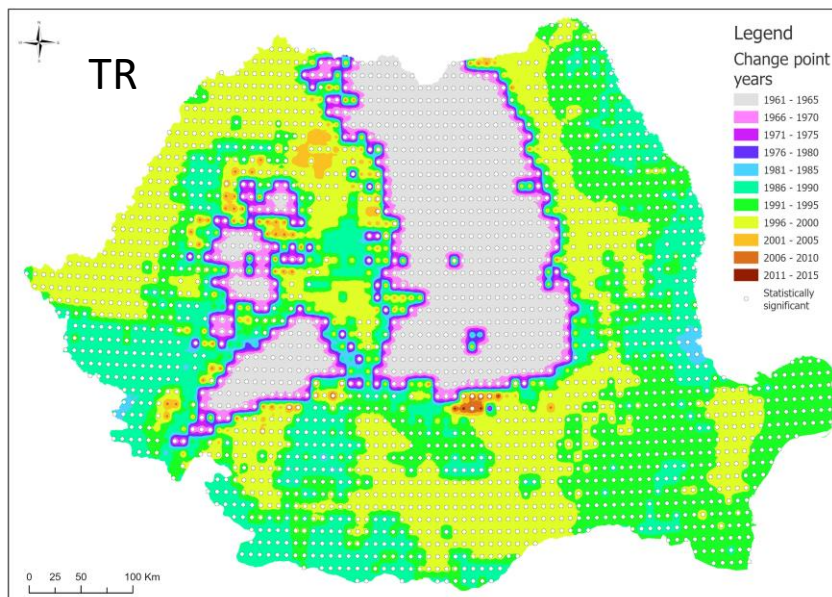 TR
Legend
Change point
years
1961 - 1965
1966 - 1970
1971 - 1975
1976 - 1980
1981 - 1985
1986 - 1990
1991 - 1995
1996 - 2000
2001 - 2005
2006 - 2010
2011 - 2015
Statistically
significant
0 25 50 100 Km